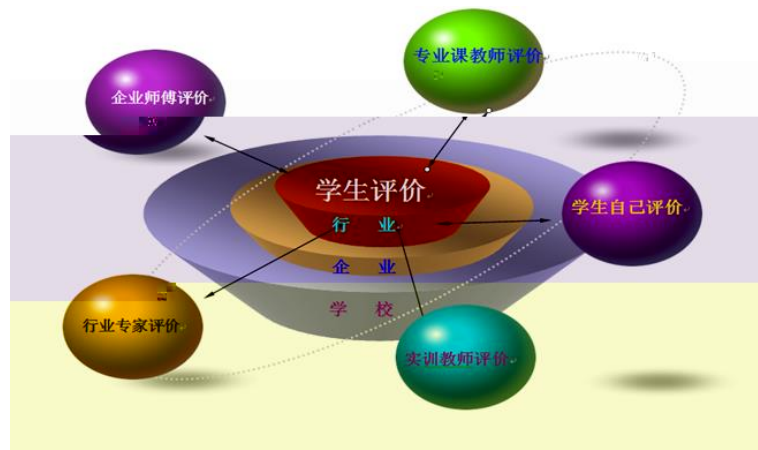 专业课教师评价
企业师傅评价
学生评价
学生自己评价
行 业
企 业
学 校
行业专家评价
实训教师评价